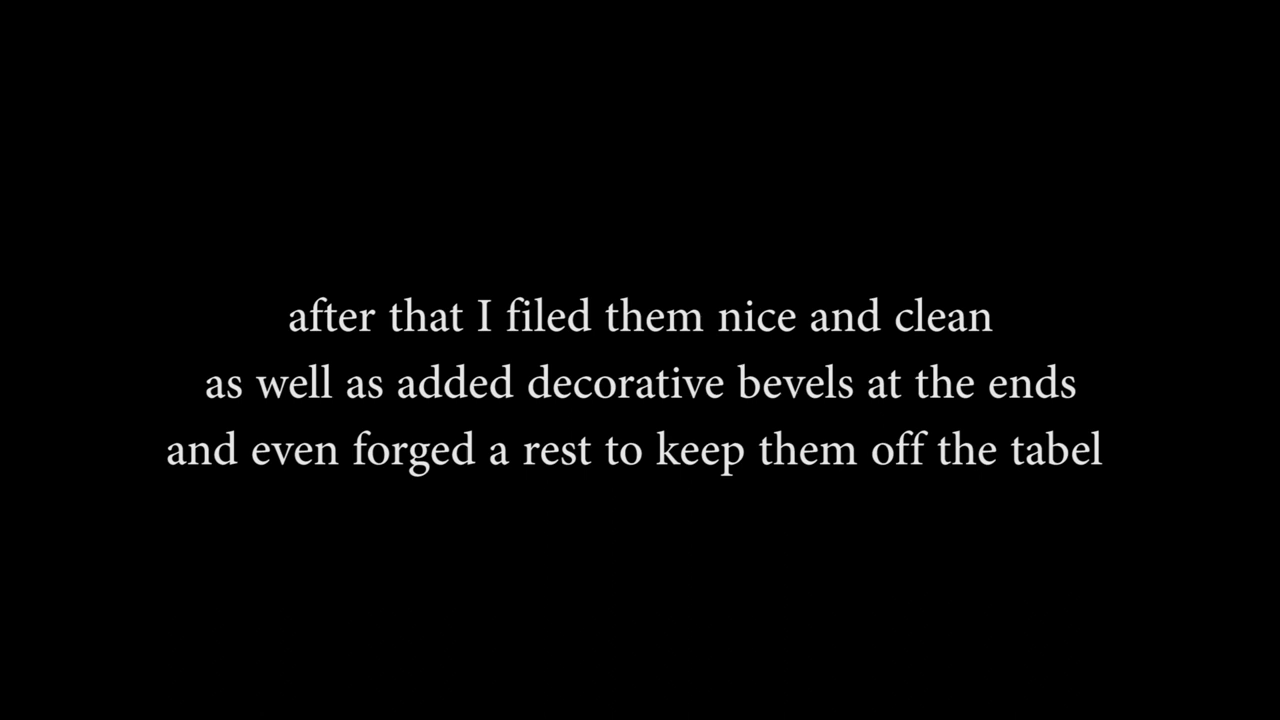 after that I filed them nice and clean
as well as added decorative bevels at the ends
and even forged a rest to keep them off the tabel